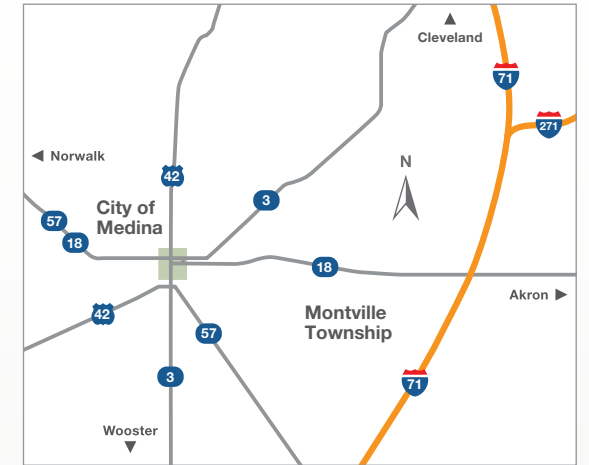 Cleveland
71
271
Norwalk
42
N
3
City of
Medina
57
18
18
Akron
42
Montville
Township
57
3
71
Wooster